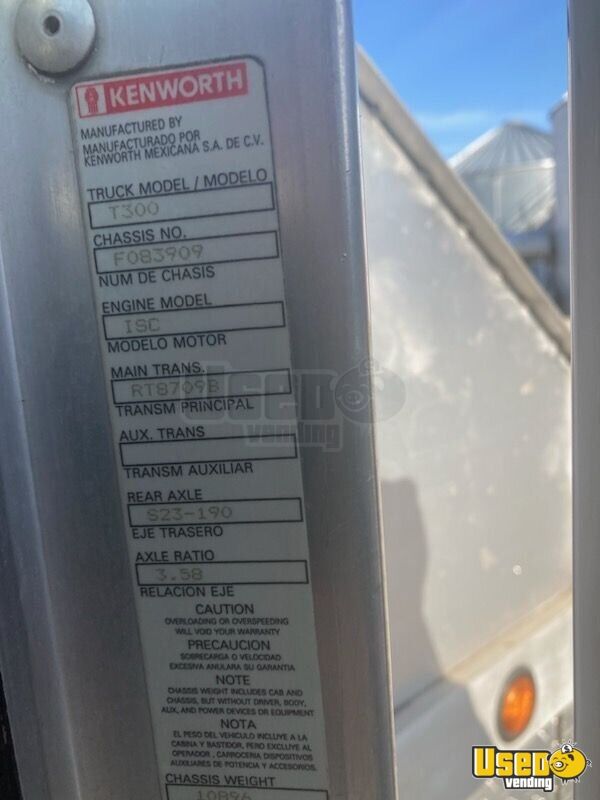 KENWORTH
MANUFACTURED BY
MANUFACTURADO POR
KENWORTH MEXICANA S.A. DE C.V.
TRUCK MODEL / MODELO
T300
CHASSIS NO.
F083909
NUM DE CHASIS
ENGINE MODEL
ISC
MODELO MOTOR
MAIN TRANS.
RT8709B
TRANSM PRINCIPAL
AUX. TRANS
TRANSM AUXILIAR
REAR AXLE
S23-190
EJE TRASERO
AXLE RATIO
3.58
RELACION EJE
CAUTION
OVERLOADING OR OVERSPEEDING
WILL VOID YOUR WARRANTY
PRECAUCION
SOBRECARGA O VELOCIDAD
EXCESIVA ANULARA SU GARANTIA
NOTE
CHASSIS WEIGHT INCLUDES CAB AND
CHASSIS, BUT WITHOUT DRIVER, BODY,
AUX, AND POWER DEVICES OR EQUIPMENT
NOTA
EL PESO DEL VEHICULO INCLUYE A LA
CABINA Y BASTIDOR, PERO EXCLUYE AL
OPERADOR , CARROCERIA DISPOSITIVOS
AUXILIARES DE POTENCIA Y ACCESORIOS.
CHASSIS WEIGHT
10896
USED
vending
USED
vending